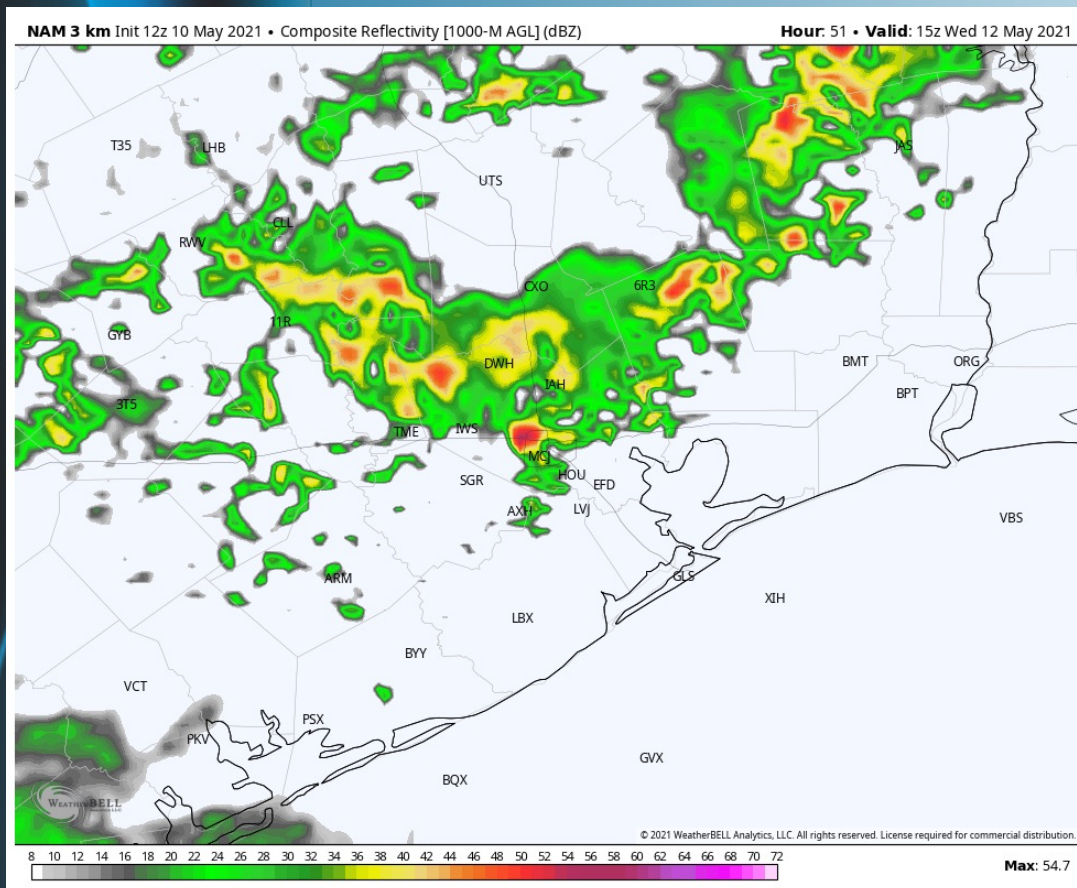 NAM 3 km Init 12z 10 May 2021 • Composite Reflectivity [1000-M AGL] (dBZ) Hour: 51 • Valid: 15z Wed 12 May 2021
T35 LHB JAS
UTS
CLL
RWV
CXO 6R3
11R
GYB
DWH BMT ORG
IAH BPT
3T5
TME IWS
MCJ
SGR HOU EFD
AXH LVJ VBS
ARM GLS
XIH
LBX
BYY
VCT
PSX
PKV
GVX
BQX
WEATHERBELL
© 2021 WeatherBELL Analytics, LLC. All rights reserved. License required for commercial distribution.
8 10 12 14 16 18 20 22 24 26 28 30 32 34 36 38 40 42 44 46 48 50 52 54 56 58 60 62 64 66 68 70 72
Max: 54.7